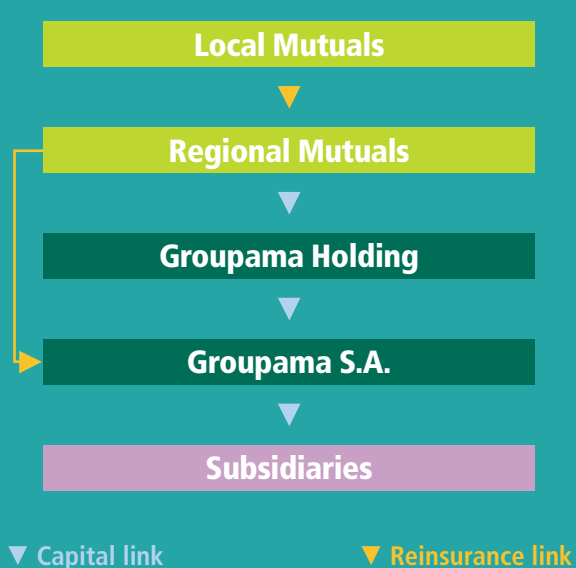 Local Mutuals
Regional Mutuals
Groupama Holding
Groupama S.A.
Subsidiaries
Capital link
Reinsurance link